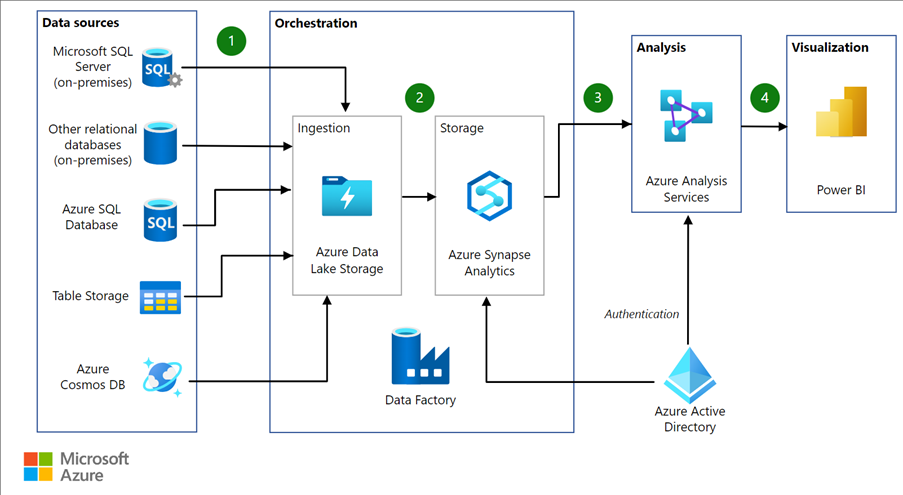 Data sources
Microsoft SQL
Server
(on-premises)
SQL
Other relational
databases
(on-premises)
Azure SQL
Database
SQL
Table Storage
Azure
Cosmos DB
1
Orchestration
Ingestion
Azure Data
Lake Storage
2
Storage
Azure Synapse
Analytics
Data Factory
3
Analysis
Azure Analysis
Services
4
Visualization
Power BI
Authentication
Azure Active
Directory
Microsoft
Azure